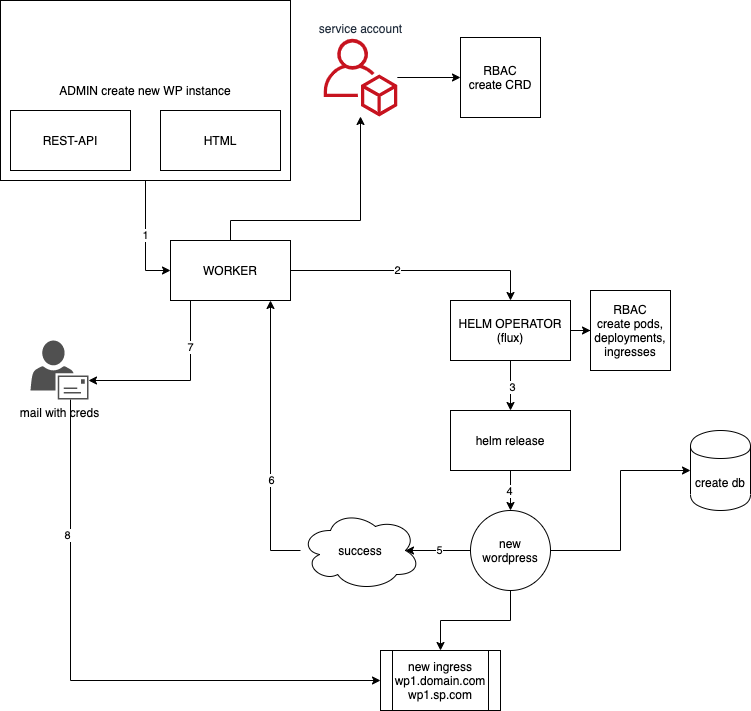 service account
RBAC
create CRD
ADMIN create new WP instance
REST-API
HTML
1
WORKER
2
HELM OPERATOR
(flux)
RBAC
create pods,
deployments,
ingresses
7
3
mail with creds
helm release
6
4
create db
8
success
5
new
wordpress
new ingress
wp1.domain.com
wp1.sp.com